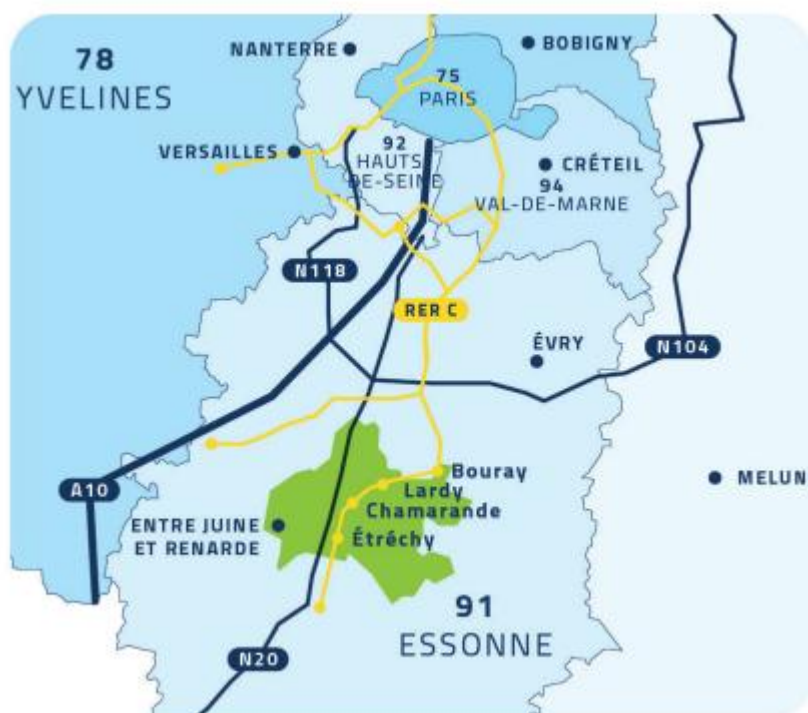 78
YVELINES
NANTERRE
BOBIGNY
75
PARIS
VERSAILLES
92
HAUTS-
DE-SEINE
CRÉTEIL
94
VAL-DE-MARNE
N118
RER C
ÉVRY
N104
A10
Bouray
Lardy
Chamarande
MELUN
ENTRE JUINE
ET RENARDE
Étréchy
91
ESSONNE
N20